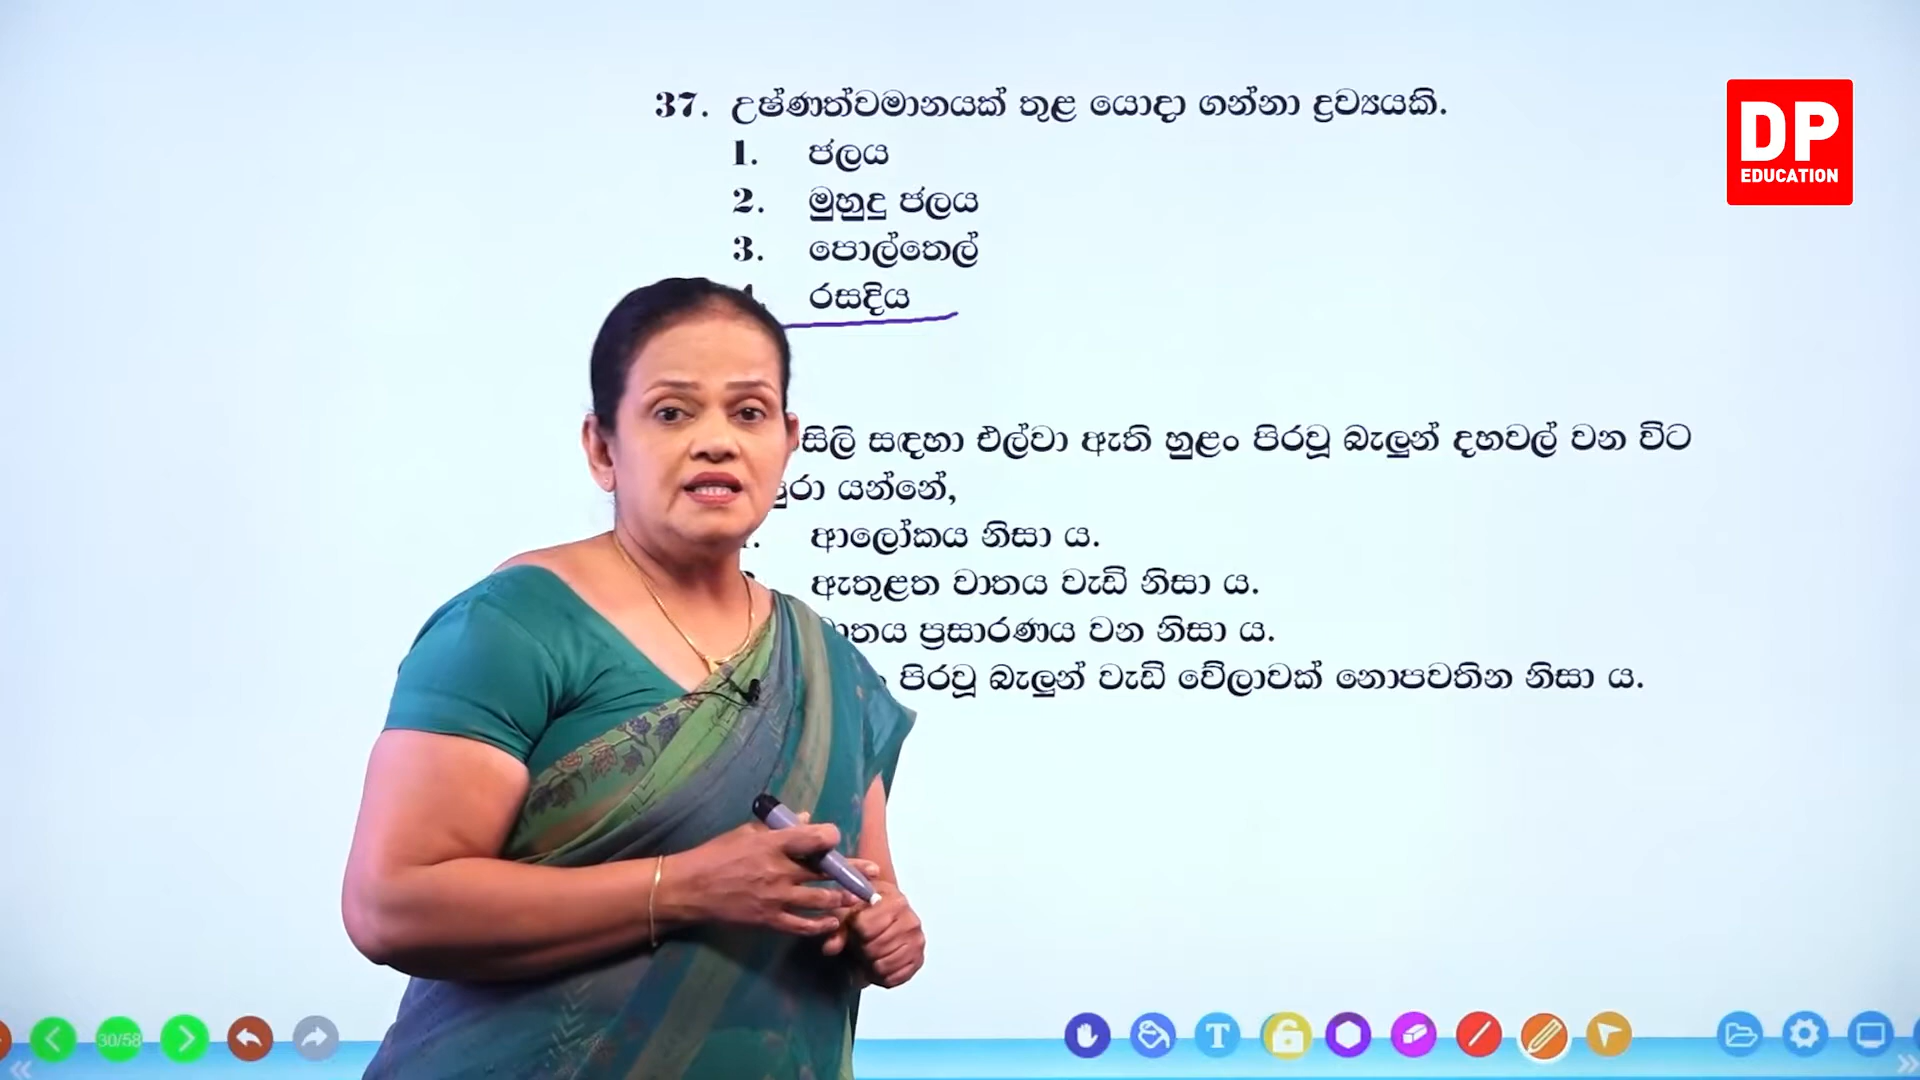 37. උෂ්ණත්වමානයක් තුළ යොදා ගන්නා ද්‍රව්‍යයකි.
1. ජලය
2. මුහුදු ජලය
3. පොල්තෙල්
රසදිය
DP
EDUCATION
සඳහා එල්වා ඇති හුළං පිරවූ බැලුන් දහවල් වන විට
යන්නේ,
ආලෝකය නිසා ය.
ඇතුළත වාතය වැඩි නිසා ය.
ප්‍රසාරණය වන නිසා ය.
පිරවූ බැලුන් වැඩි වේලාවක් නොපවතින නිසා ය.
30/58